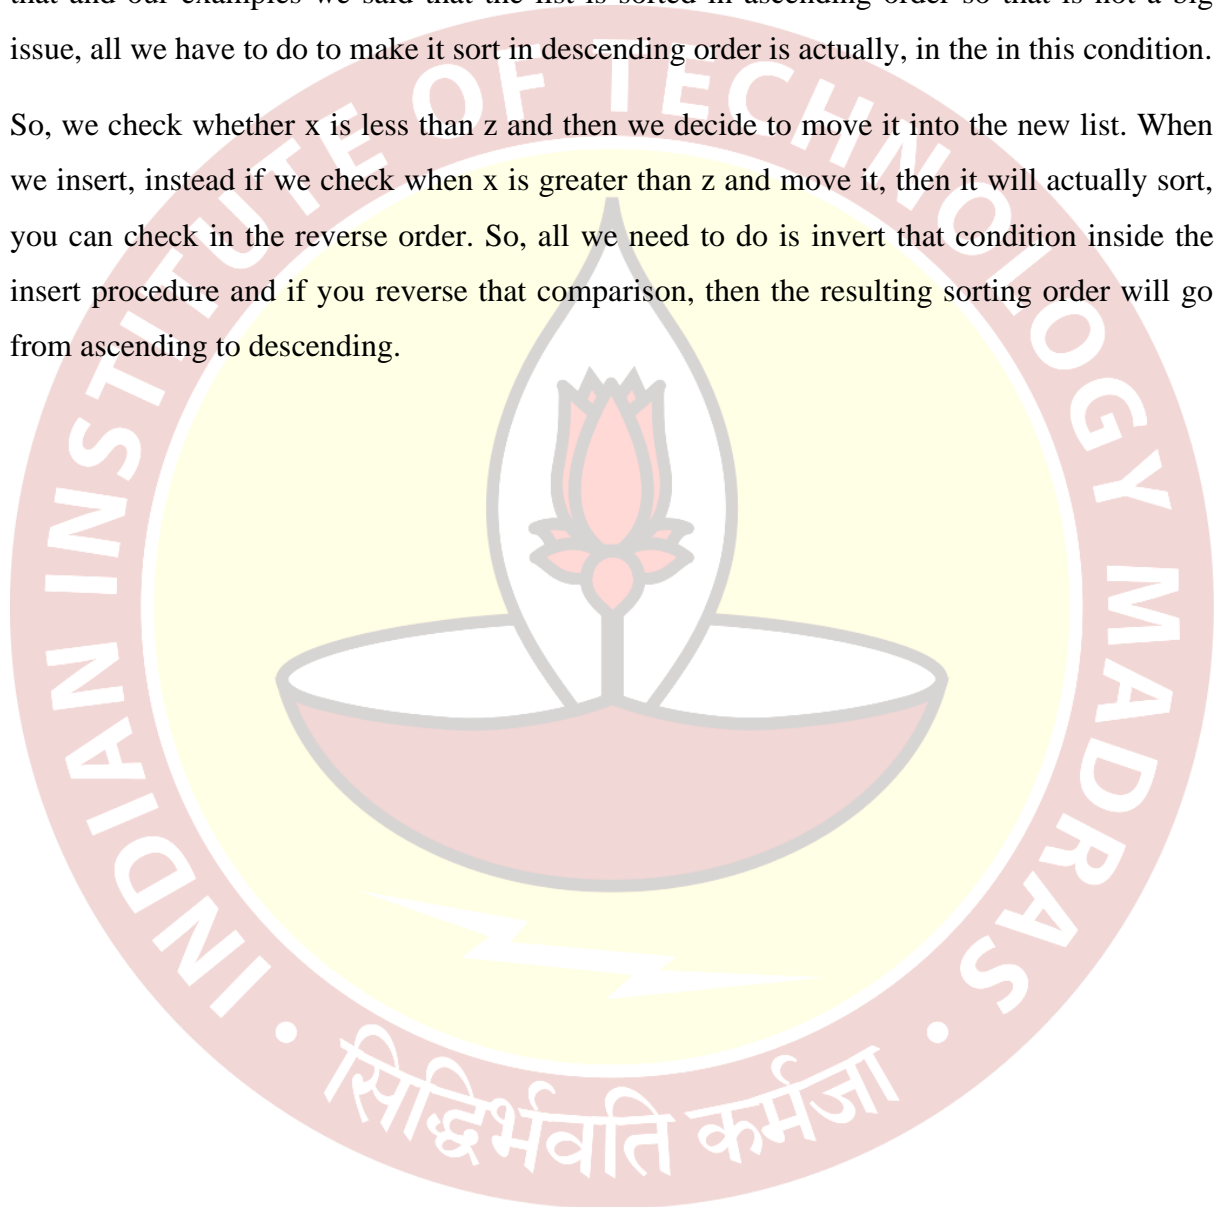 that and our examples we said that the list is sorted in ascending order so that is not a big
issue, all we have to do to make it sort in descending order is actually, in the in this condition.
So, we check whether x is less than z and then we decide to move it into the new list. When
we insert, instead if we check when x is greater than z and move it, then it will actually sort,
you can check in the reverse order. So, all we need to do is invert that condition inside the
insert procedure and if you reverse that comparison, then the resulting sorting order will go
from ascending to descending.
INDIAN INSTITUTE OF TECHNOLOGY MADRAS
सिद्धिर्भवति कर्मजा